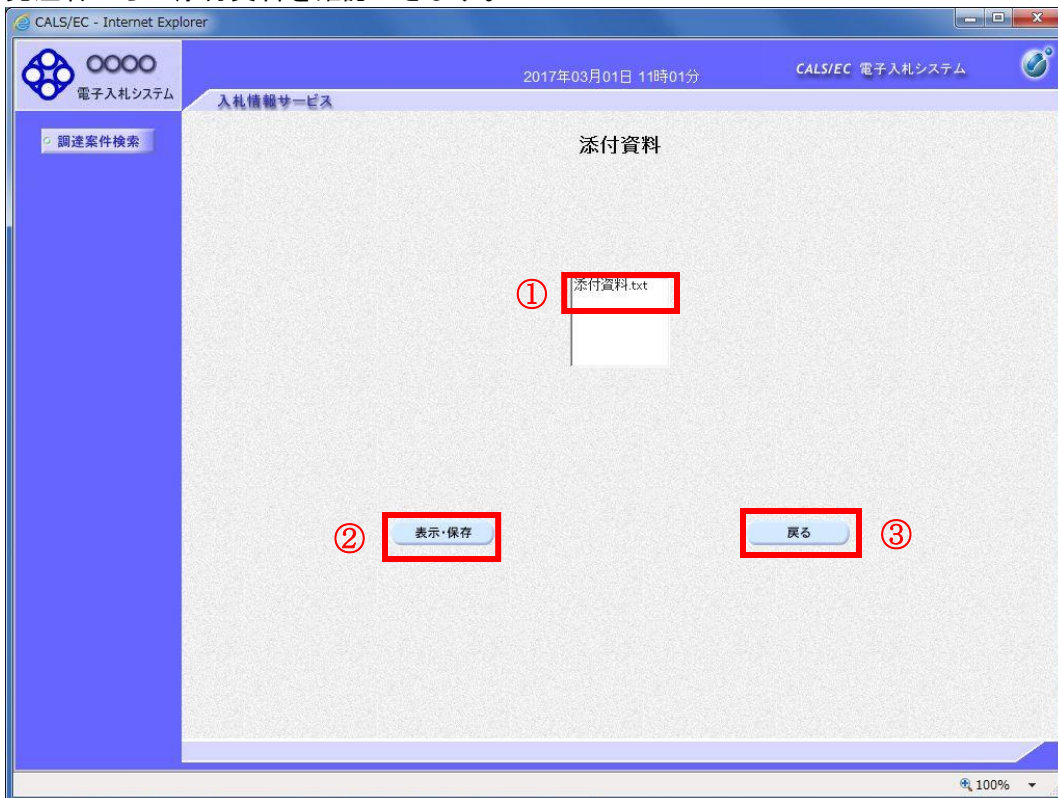 CALS/EC - Internet Explorer
OOOO
電子入札システム
2017年03月01日 11時01分
CALS/EC 電子入札システム
入札情報サービス
調達案件検索
添付資料
①
添付資料.txt
②
表示・保存
戻る
③
100%